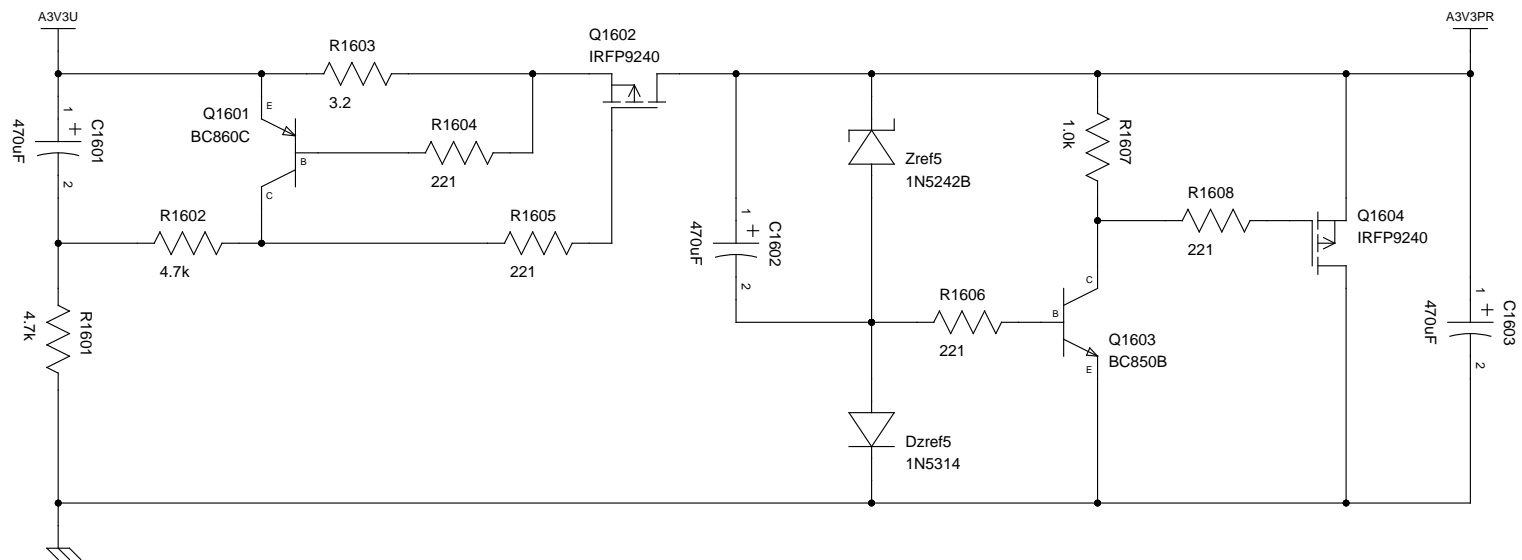 A3V3U
A3V3PR
Q1602
IRFP9240
R1603
3.2
E
Q1601
BC860C
B
C
R1604
221
1
C1601
470uF
2
R1602
4.7k
R1605
221
R1601
4.7k
1
C1602
470uF
2
Zref5
1N5242B
R1607
1.0k
R1608
221
Q1604
IRFP9240
R1606
221
C
B
E
Q1603
BC850B
1
C1603
470uF
2
Dzref5
1N5314